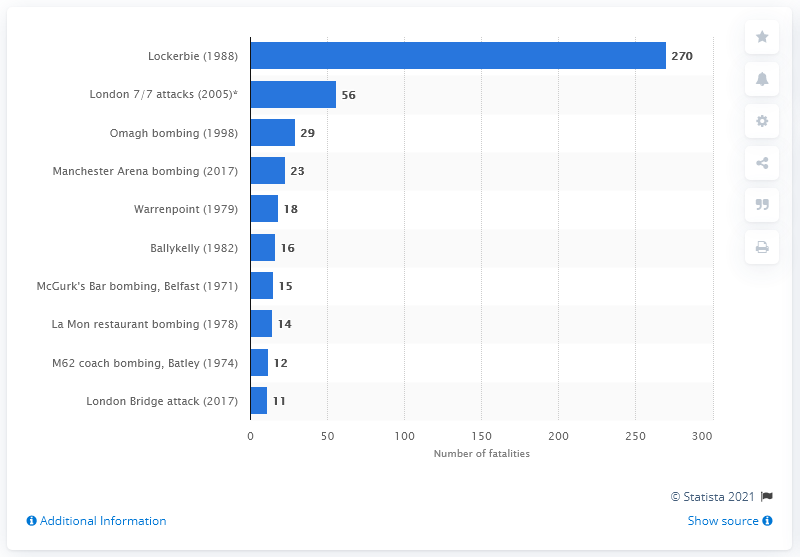 Lockerbie (1988) 270
London 7/7 attacks (2005)* 56
Omagh bombing (1998) 29
Manchester Arena bombing (2017) 23
Warrenpoint (1979) 18
Ballykelly (1982) 16
McGurk's Bar bombing, Belfast (1971) 15
La Mon restaurant bombing (1978) 14
M62 coach bombing, Batley (1974) 12
London Bridge attack (2017) 11
0 50 100 150 200 250 300
Number of fatalities
© Statista 2021
Additional Information Show source